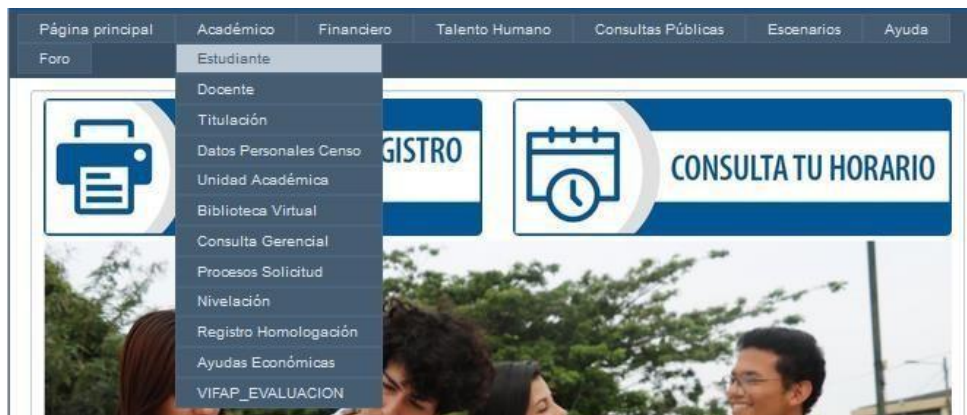 Página principal
Académico
Financiero
Talento Humano
Consultas Públicas
Escenarios
Ayuda
Foro
Estudiante
Docente
Titulación
Datos Personales Censo
Unidad Académica
Biblioteca Virtual
Consulta Gerencial
Procesos Solicitud
Nivelación
Registro Homologación
Ayudas Económicas
VIFAP_EVALUACION
GISTRO
CONSULTA TU HORARIO